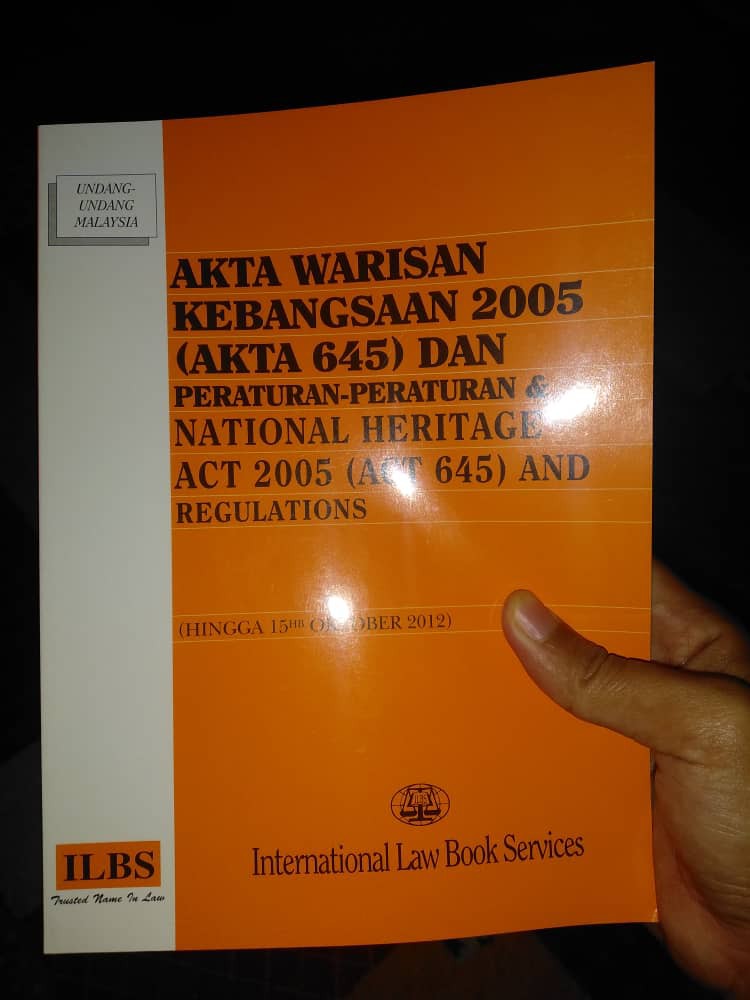 UNDANG-
UNDANG
MALAYSIA
AKTA WARISAN
KEBANGSAAN 2005
(AKTA 645) DAN
PERATURAN-PERATURAN &
NATIONAL HERITAGE
ACT 2005 (ACT 645) AND
REGULATIONS
(HINGGA 15HB OKTOBER 2012)
ILBS
International Law Book Services
ILBS
Trusted Name In Law